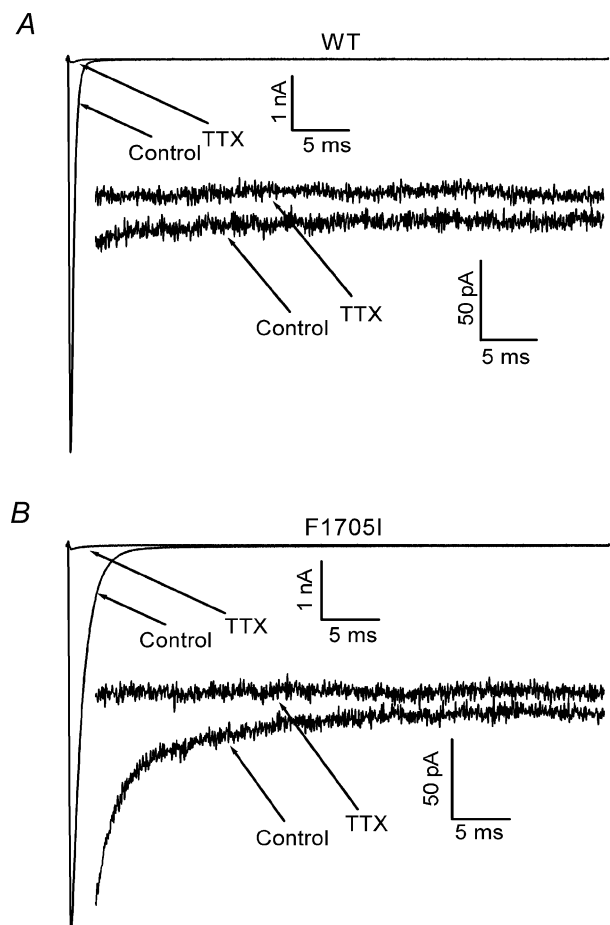 A
WT
1 nA
5 ms
Control
TTX
Control
TTX
50 pA
5 ms
B
F1705I
1 nA
5 ms
Control
TTX
Control
TTX
50 pA
5 ms